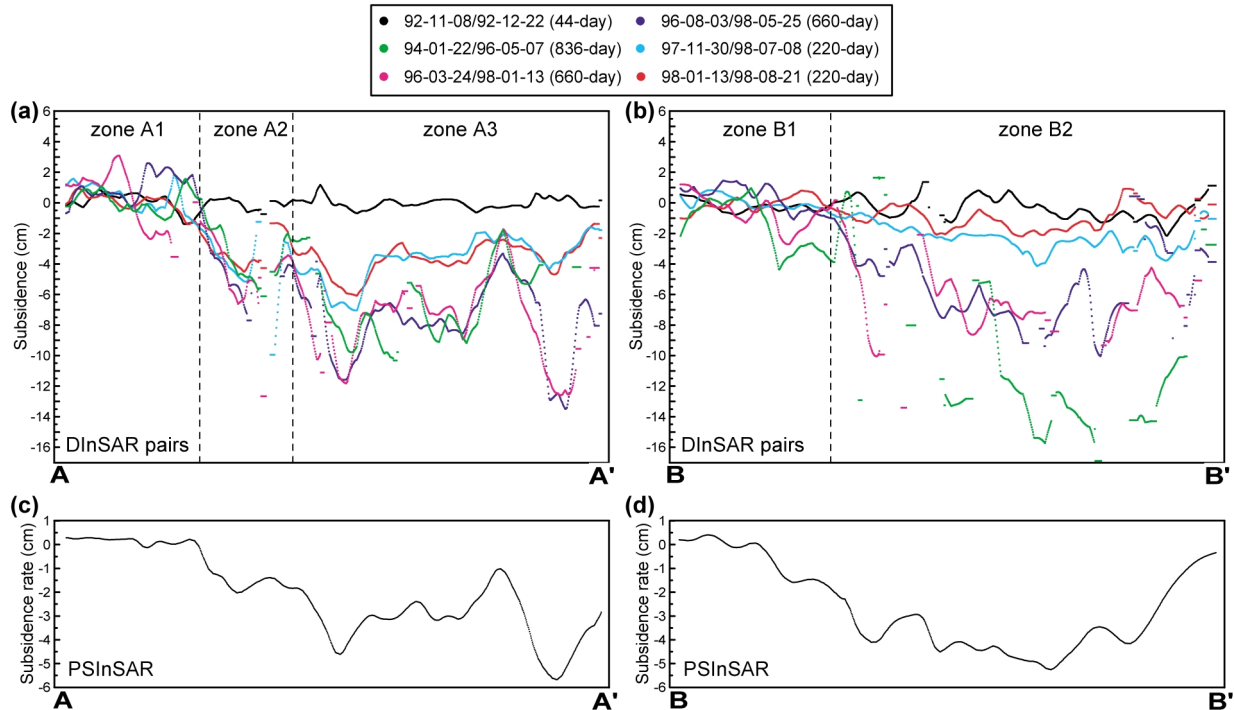 92-11-08/92-12-22 (44-day)
96-08-03/98-05-25 (660-day)
94-01-22/96-05-07 (836-day)
97-11-30/98-07-08 (220-day)
96-03-24/98-01-13 (660-day)
98-01-13/98-08-21 (220-day)
(a)
zone A1
zone A2
zone A3
Subsidence (cm)
6
4
2
0
-2
-4
-6
-8
-10
-12
-14
-16
DInSAR pairs
A
A'
(b)
zone B1
zone B2
Subsidence (cm)
6
4
2
0
-2
-4
-6
-8
-10
-12
-14
-16
DInSAR pairs
B
B'
(c)
Subsidence rate (cm)
1
0
-1
-2
-3
-4
-5
-6
PSInSAR
A
A'
(d)
Subsidence rate (cm)
1
0
-1
-2
-3
-4
-5
-6
PSInSAR
B
B'